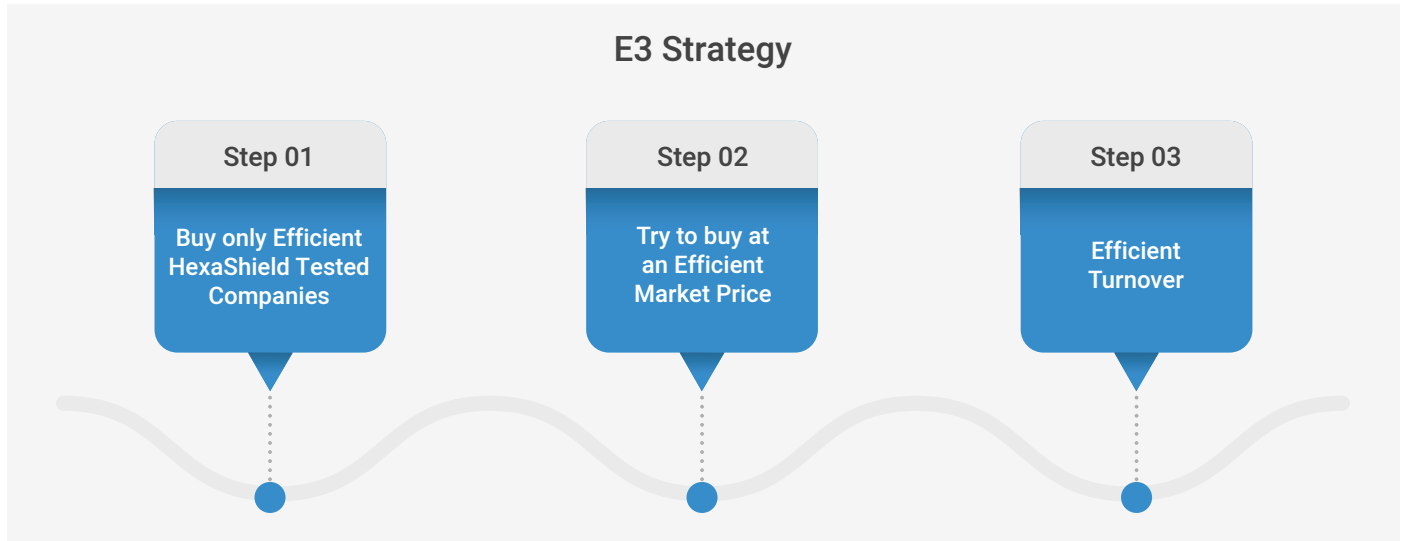 E3 Strategy
Step 01
Buy only Efficient
HexaShield Tested
Companies
Step 02
Try to buy at
an Efficient
Market Price
Step 03
Efficient
Turnover